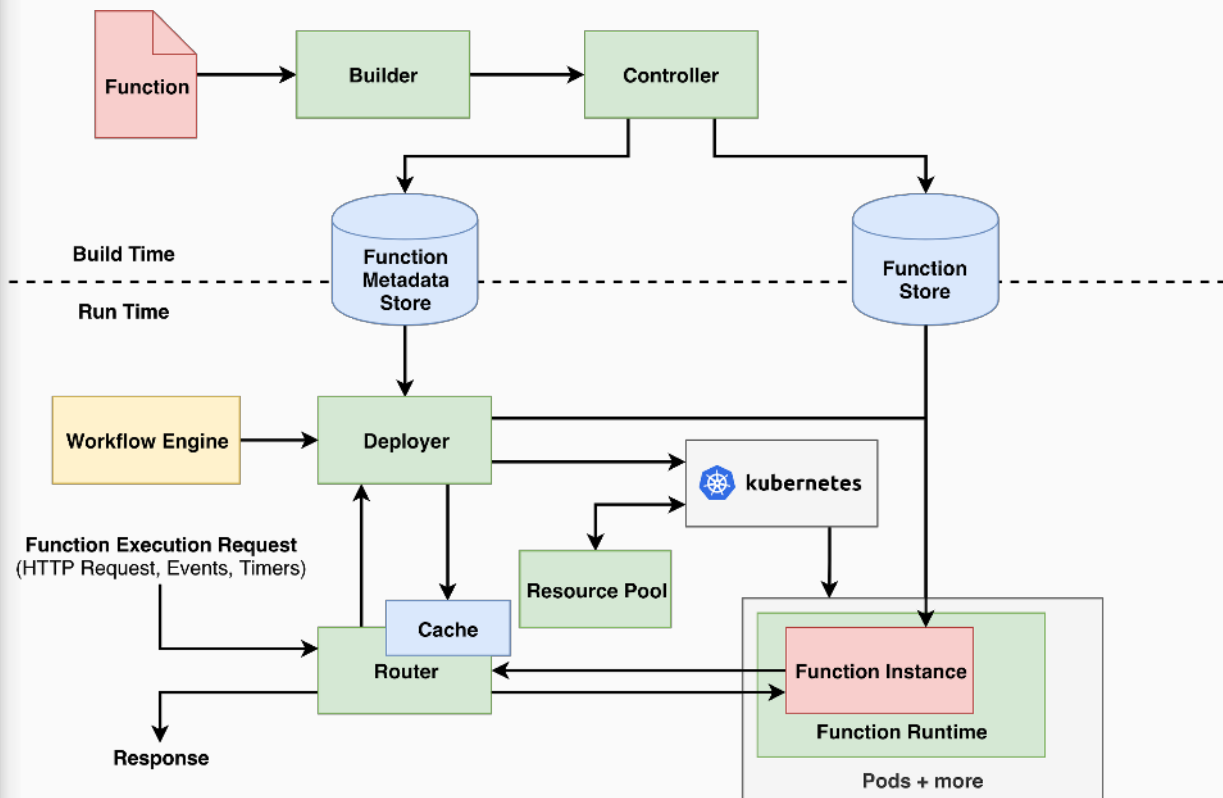 Function
Builder
Controller
Function
Metadata
Store
Function
Store
Build Time
Run Time
Workflow Engine
Deployer
kubernetes
Function Execution Request
(HTTP Request, Events, Timers)
Resource Pool
Cache
Router
Function Instance
Function Runtime
Response
Pods + more